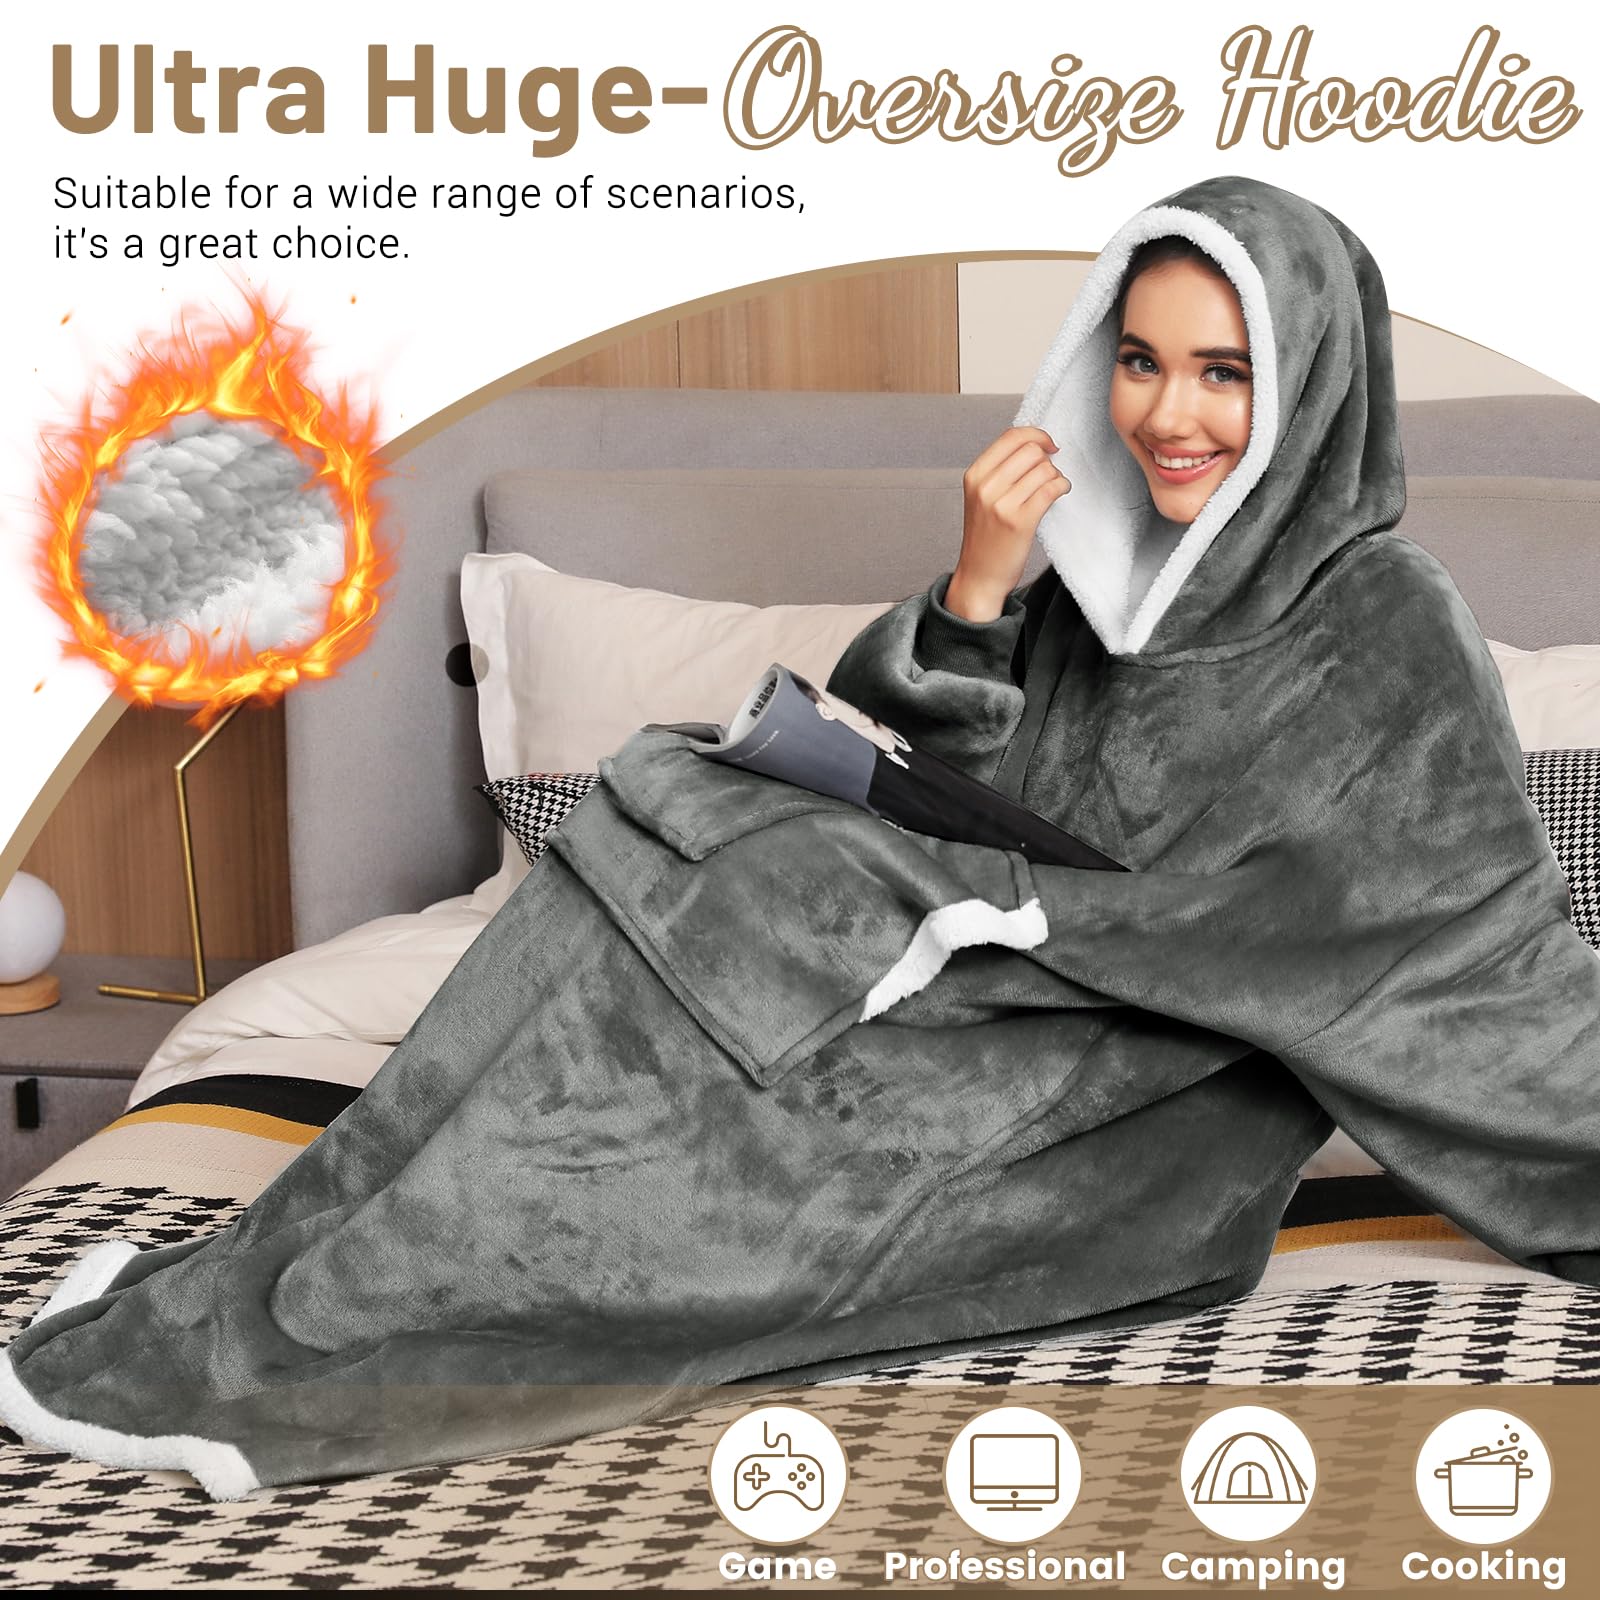 Ultra Huge-Oversize Hoodie
Suitable for a wide range of scenarios,
it's a great choice.
Game
Professional
Camping
Cooking